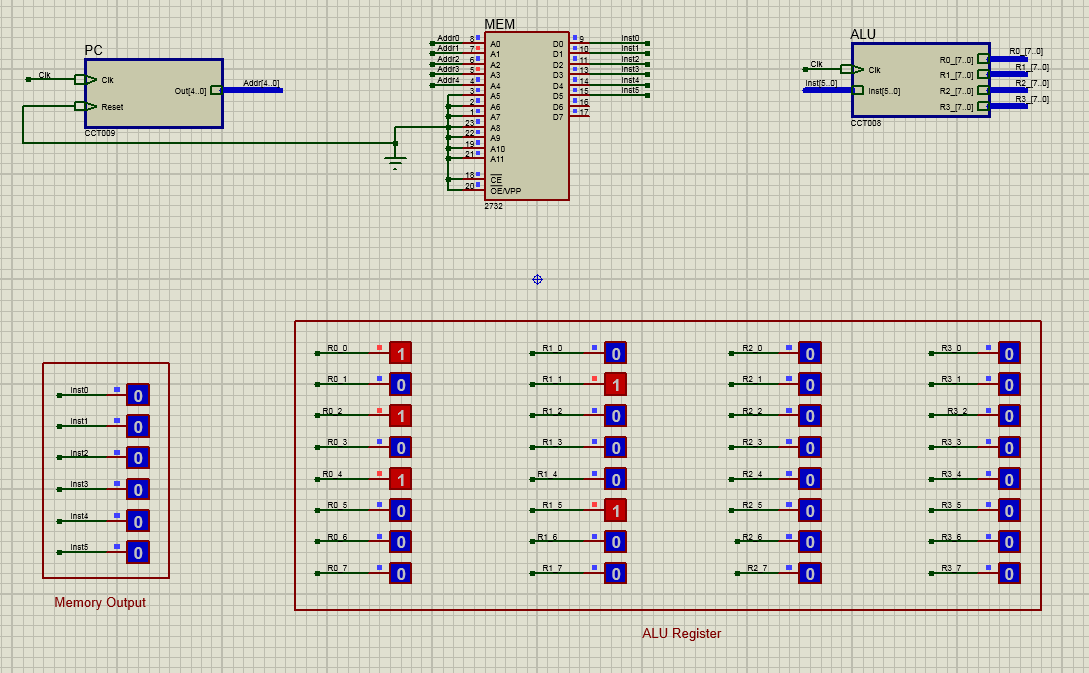 PC
Clk
Clk
Reset
Out[4..0]
Addr[4..0]
CCT009
MEM
Addr0 8 A0 D0 9 Inst0
Addr1 7 A1 D1 10 Inst1
Addr2 6 A2 D2 11 Inst2
Addr3 5 A3 D3 13 Inst3
Addr4 4 A4 D4 14 Inst4
3 A5 D5 15 Inst5
2 A6 D6 16
1 A7 D7 17
23 A8
22 A9
19 A10
21 A11
18 CE
20 OE/VPP
2732
ALU
Clk
Clk
Inst[5..0]
Inst[5..0]
R0_[7..0] R0_[7..0]
R1_[7..0] R1_[7..0]
R2_[7..0] R2_[7..0]
R3_[7..0] R3_[7..0]
CCT008
Inst0 0
Inst1 0
Inst2 0
Inst3 0
Inst4 0
Inst5 0
Memory Output
R0_0 1 R1_0 0 R2_0 0 R3_0 0
R0_1 0 R1_1 1 R2_1 0 R3_1 0
R0_2 1 R1_2 0 R2_2 0 R3_2 0
R0_3 0 R1_3 0 R2_3 0 R3_3 0
R0_4 1 R1_4 0 R2_4 0 R3_4 0
R0_5 0 R1_5 1 R2_5 0 R3_5 0
R0_6 0 R1_6 0 R2_6 0 R3_6 0
R0_7 0 R1_7 0 R2_7 0 R3_7 0
ALU Register